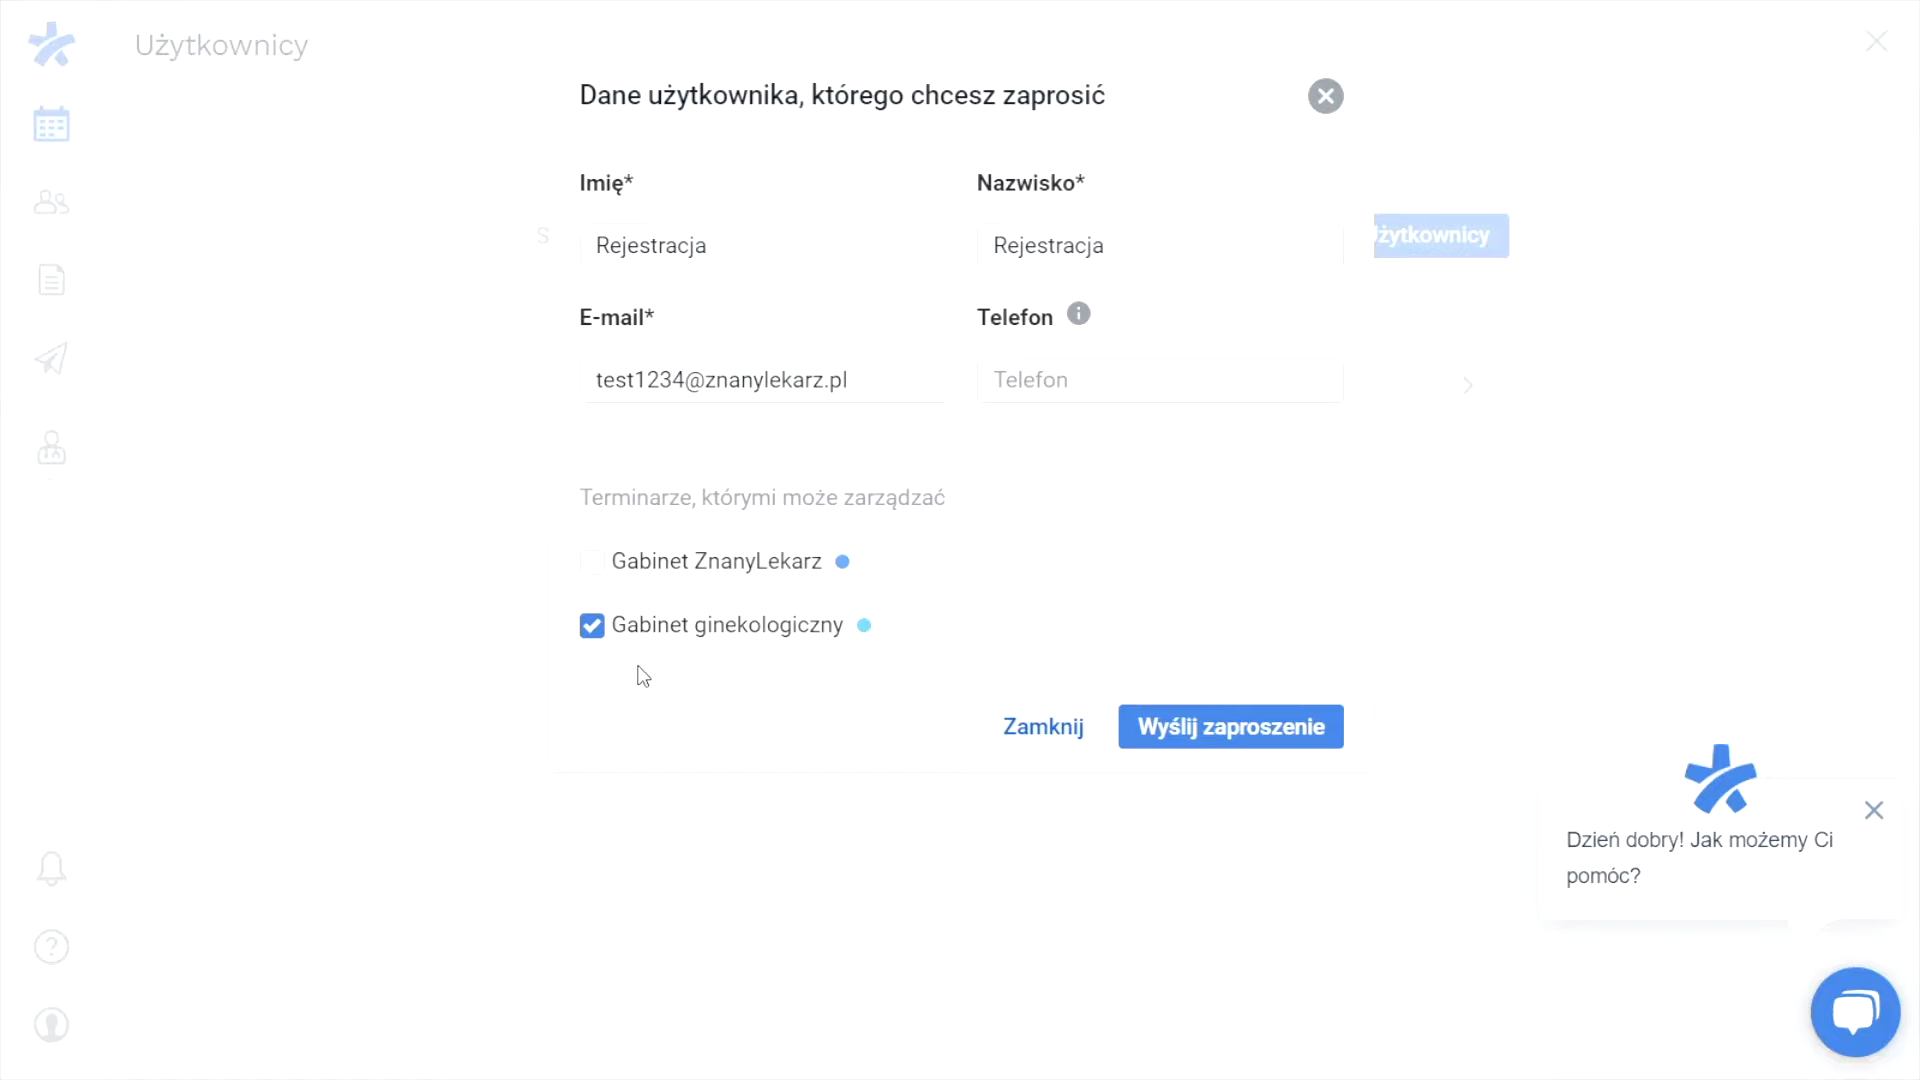 Użytkownicy
Dane użytkownika, którego chcesz zaprosić
Imię*
Nazwisko*
S
żytkownicy
Rejestracja
Rejestracja
E-mail*
Telefon
test1234@znanylekarz.pl
Telefon
Terminarze, którymi może zarządzać
Gabinet ZnanyLekarz
Gabinet ginekologiczny
Zamknij
Wyślij zaproszenie
Dzień dobry! Jak możemy Ci
pomóc?